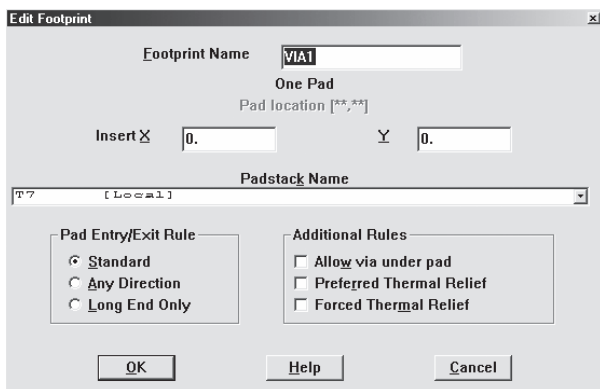 Edit Footprint
Footprint Name VIA1
One Pad
Pad location [**,**]
Insert X 0. Y 0.
Padstack Name
T7 [Local]
Pad Entry/Exit Rule
Standard
Any Direction
Long End Only
Additional Rules
Allow via under pad
Preferred Thermal Relief
Forced Thermal Relief
OK Help Cancel